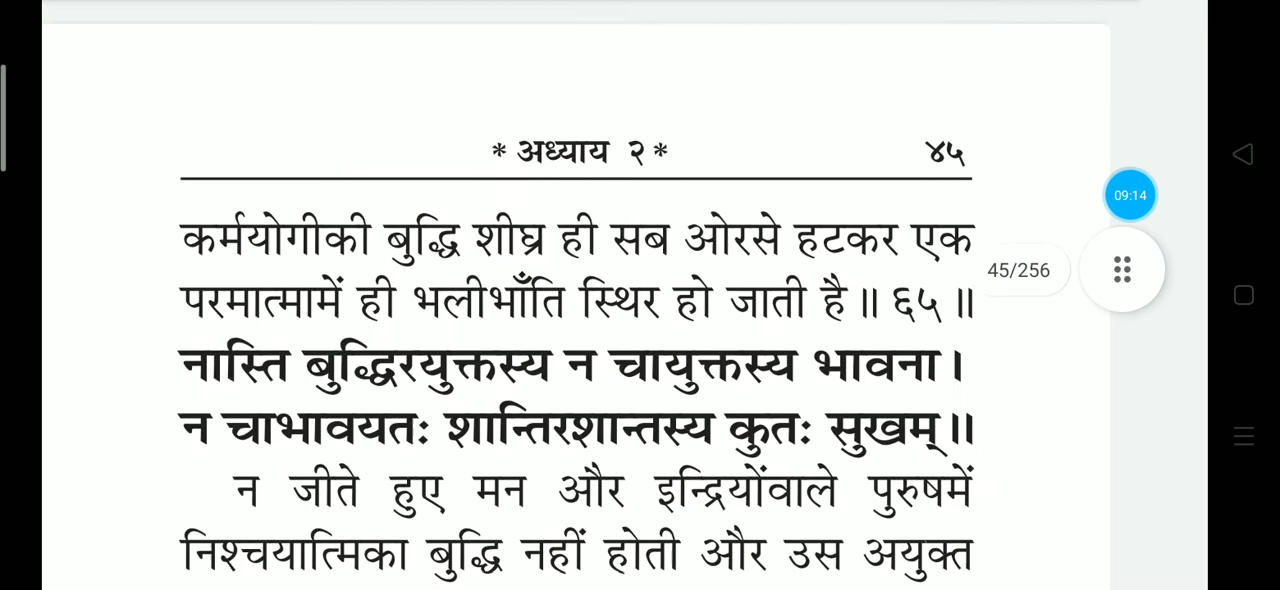 * अध्याय २ *
४५
09:14
कर्मयोगीकी बुद्धि शीघ्र ही सब ओरसे हटकर एक
45/256
परमात्मामें ही भलीभाँति स्थिर हो जाती है ॥ ६५ ॥
नास्ति बुद्धिरयुक्तस्य न चायुक्तस्य भावना।
न चाभावयतः शान्तिरशान्तस्य कुतः सुखम्॥
न जीते हुए मन और इन्द्रियोंवाले पुरुषमें
निश्चयात्मिका बुद्धि नहीं होती और उस अयुक्त